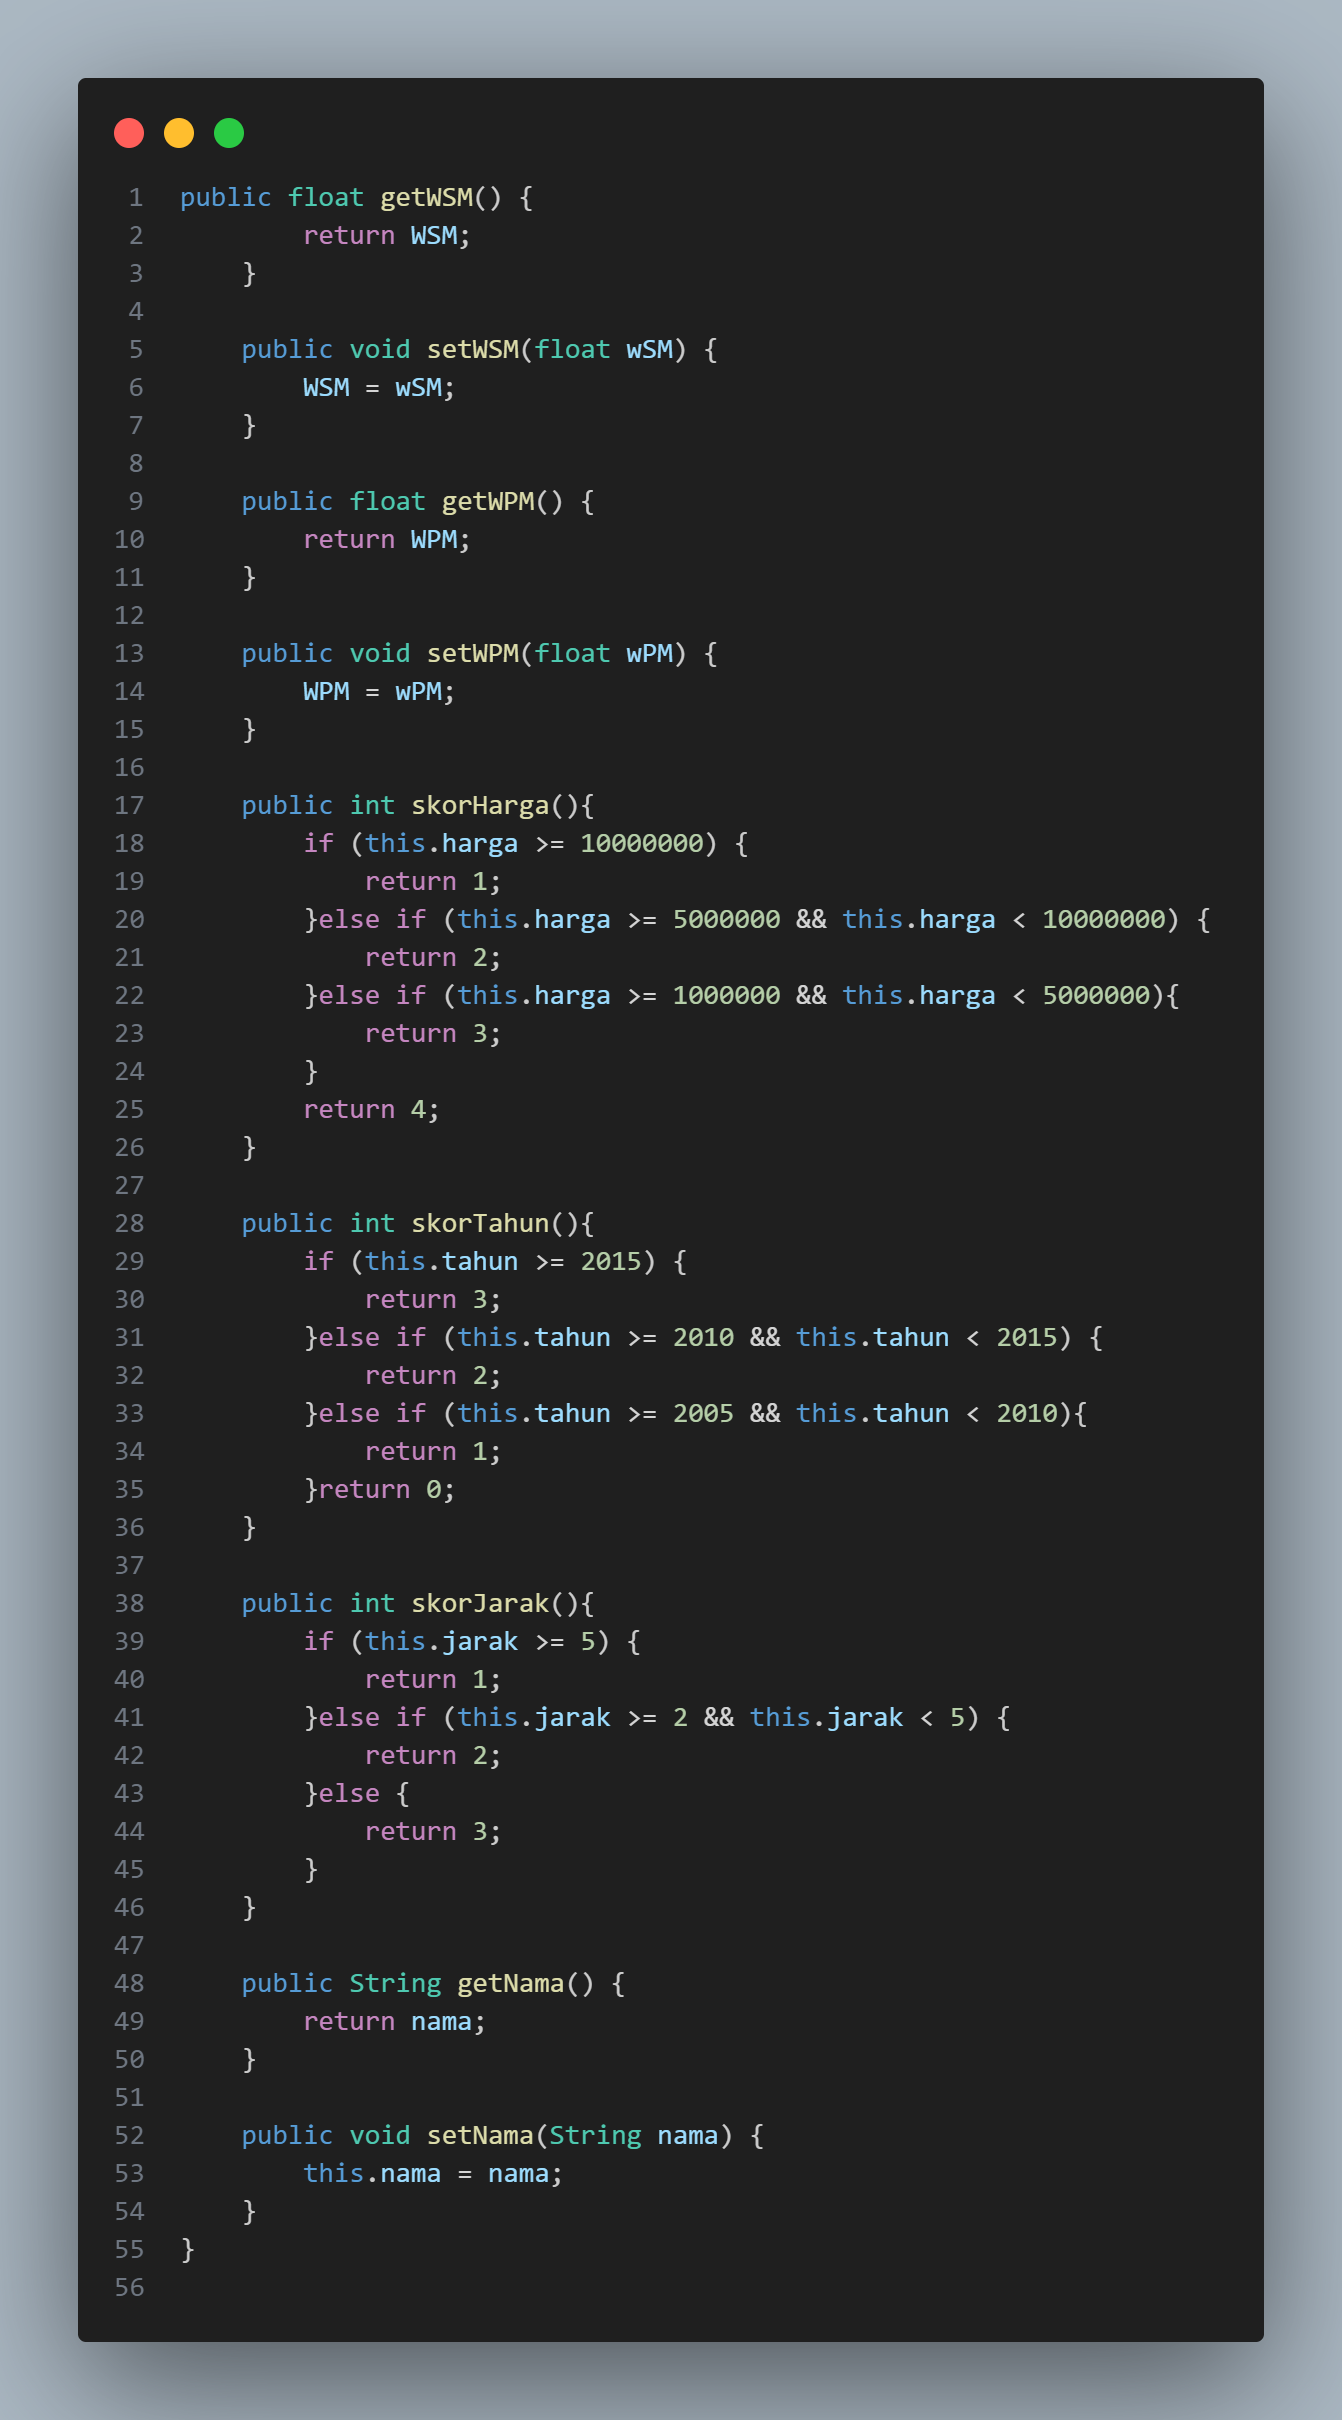 1 public float getWSM() {
2         return WSM;
3     }
4
5     public void setWSM(float wSM) {
6         WSM = wSM;
7     }
8
9     public float getWPM() {
10         return WPM;
11     }
12
13     public void setWPM(float wPM) {
14         WPM = wPM;
15     }
16
17     public int skorHarga(){
18         if (this.harga >= 10000000) {
19             return 1;
20         }else if (this.harga >= 5000000 && this.harga < 10000000) {
21             return 2;
22         }else if (this.harga >= 1000000 && this.harga < 5000000){
23             return 3;
24         }
25         return 4;
26     }
27
28     public int skorTahun(){
29         if (this.tahun >= 2015) {
30             return 3;
31         }else if (this.tahun >= 2010 && this.tahun < 2015) {
32             return 2;
33         }else if (this.tahun >= 2005 && this.tahun < 2010){
34             return 1;
35         }return 0;
36     }
37
38     public int skorJarak(){
39         if (this.jarak >= 5) {
40             return 1;
41         }else if (this.jarak >= 2 && this.jarak < 5) {
42             return 2;
43         }else {
44             return 3;
45         }
46     }
47
48     public String getNama() {
49         return nama;
50     }
51
52     public void setNama(String nama) {
53         this.nama = nama;
54     }
55 }
56